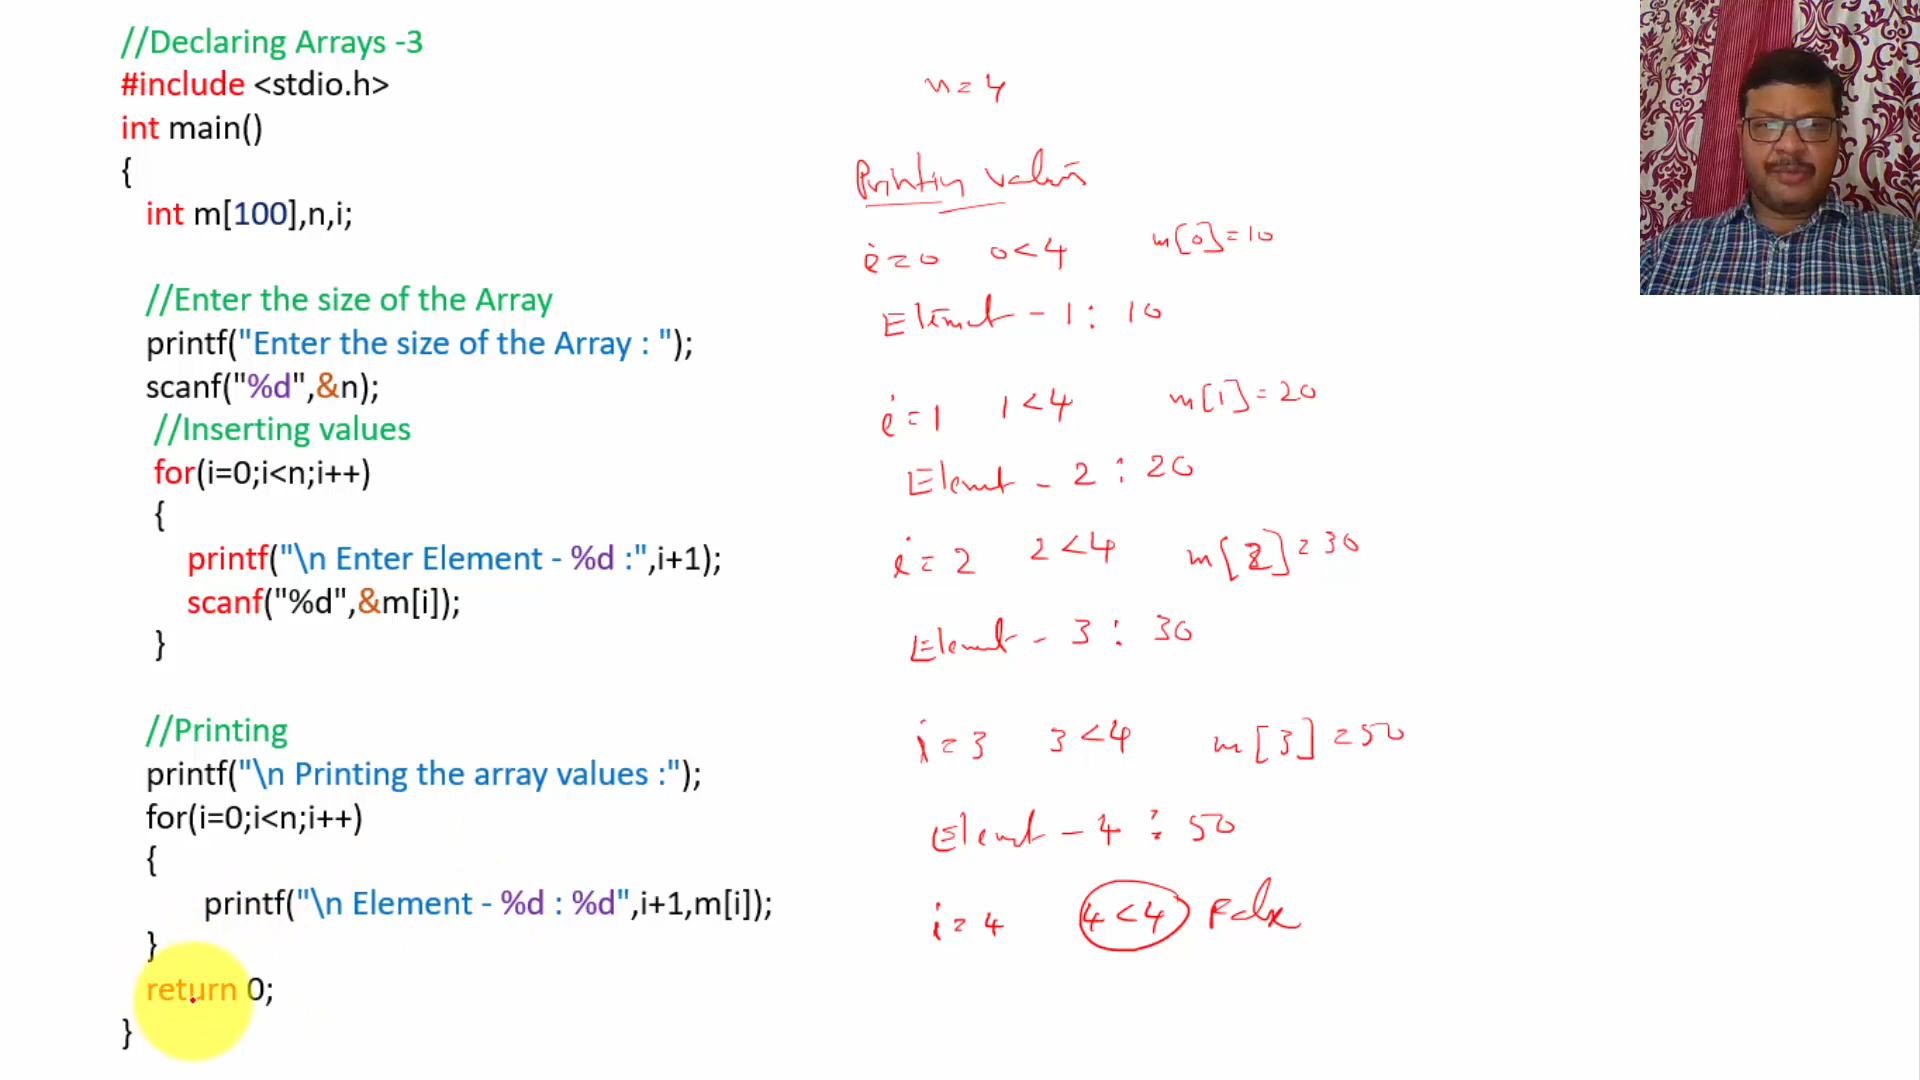 //Declaring Arrays -3
#include <stdio.h>
int main()
{
int m[100],n,i;
//Enter the size of the Array
printf("Enter the size of the Array : ");
scanf("%d",&n);
//Inserting values
for(i=0;i<n;i++)
{
printf("\n Enter Element - %d :",i+1);
scanf("%d",&m[i]);
}
//Printing
printf("\n Printing the array values :");
for(i=0;i<n;i++)
{
printf("\n Element - %d : %d",i+1,m[i]);
}
return 0;
}
n=4
Printing values
i=0 0<4 m[0]=10
Element - 1: 10
i=1 1<4 m[1]=20
Element - 2 : 20
i=2 2<4 m[2]=30
Element - 3 : 30
i=3 3<4 m[3]=50
Element - 4 : 50
i=4 4<4 False